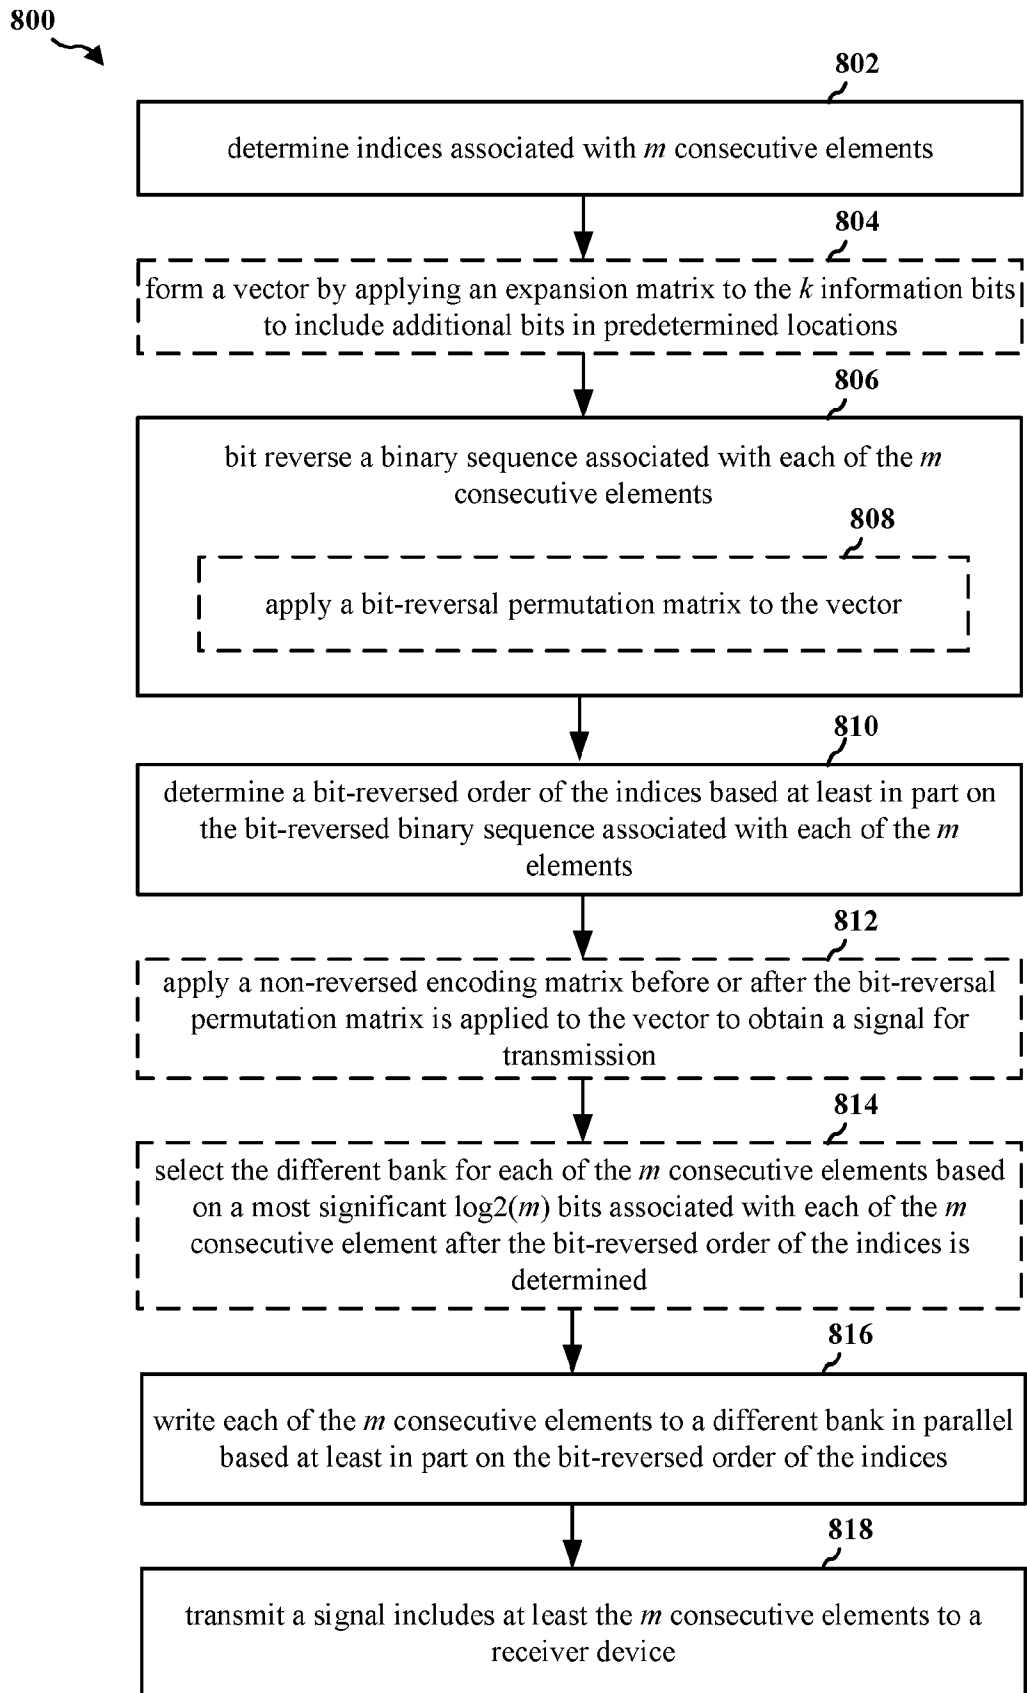 800
802
determine indices associated with m consecutive elements
804
form a vector by applying an expansion matrix to the k information bits
to include additional bits in predetermined locations
806
bit reverse a binary sequence associated with each of the m
consecutive elements
808
apply a bit-reversal permutation matrix to the vector
810
determine a bit-reversed order of the indices based at least in part on
the bit-reversed binary sequence associated with each of the m
elements
812
apply a non-reversed encoding matrix before or after the bit-reversal
permutation matrix is applied to the vector to obtain a signal for
transmission
814
select the different bank for each of the m consecutive elements based
on a most significant log2(m) bits associated with each of the m
consecutive element after the bit-reversed order of the indices is
determined
816
write each of the m consecutive elements to a different bank in parallel
based at least in part on the bit-reversed order of the indices
818
transmit a signal includes at least the m consecutive elements to a
receiver device